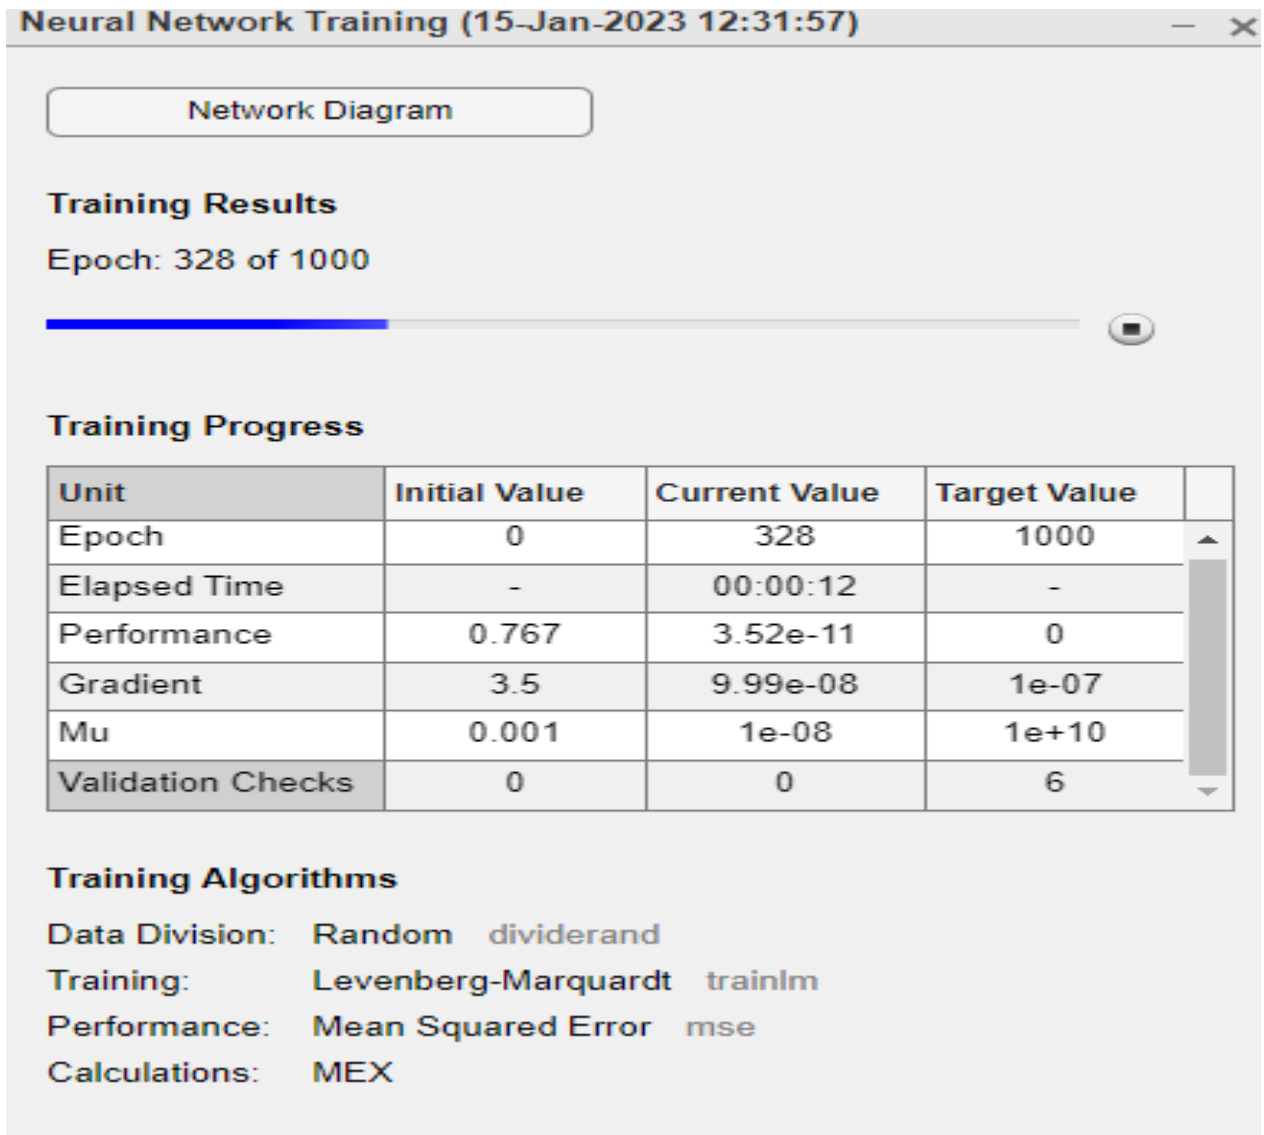 Neural Network Training (15-Jan-2023 12:31:57)
Network Diagram
Training Results
Epoch: 328 of 1000
Training Progress
Unit Initial Value Current Value Target Value
Epoch 0 328 1000
Elapsed Time - 00:00:12 -
Performance 0.767 3.52e-11 0
Gradient 3.5 9.99e-08 1e-07
Mu 0.001 1e-08 1e+10
Validation Checks 0 0 6
Training Algorithms
Data Division: Random dividerand
Training: Levenberg-Marquardt trainlm
Performance: Mean Squared Error mse
Calculations: MEX